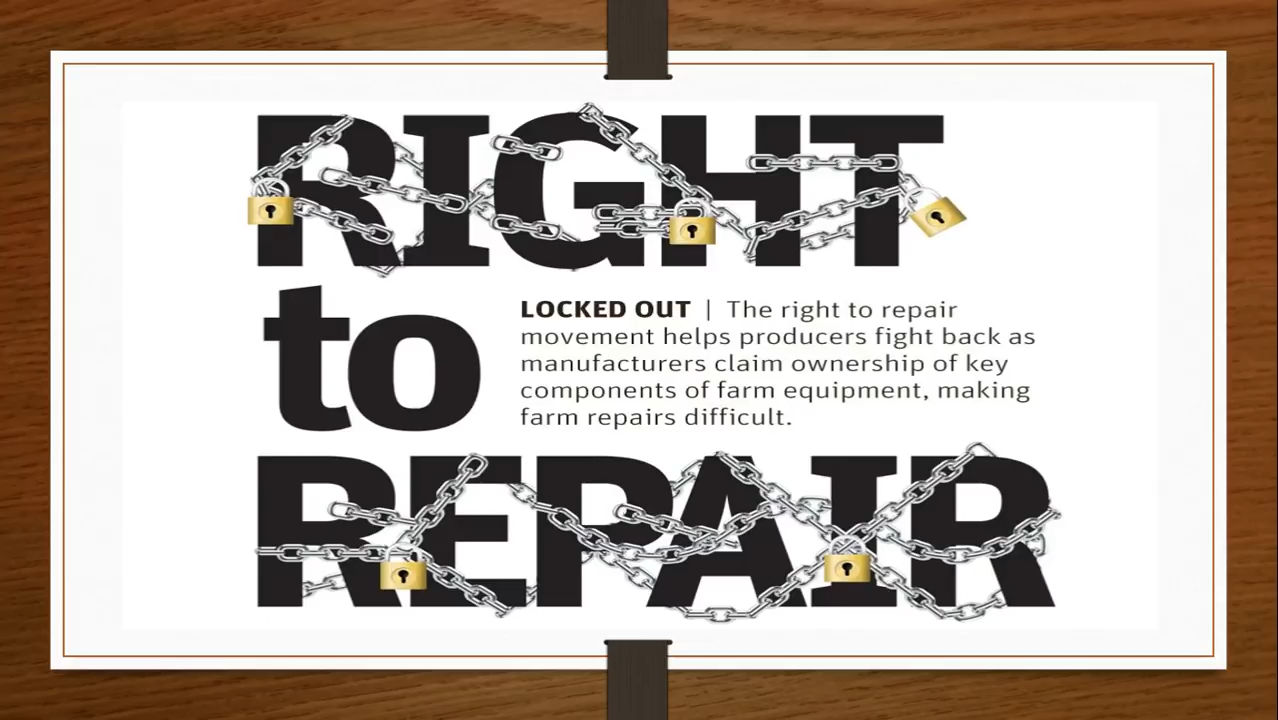 RIGHT
to
LOCKED OUT | The right to repair
movement helps producers fight back as
manufacturers claim ownership of key
components of farm equipment, making
farm repairs difficult.
REPAIR